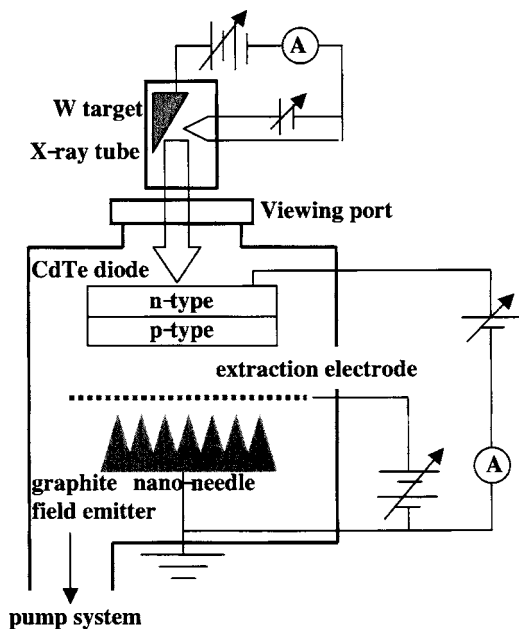 A
W target
X-ray tube
Viewing port
CdTe diode
n-type
p-type
extraction electrode
A
graphite nano-needle
field emitter
pump system